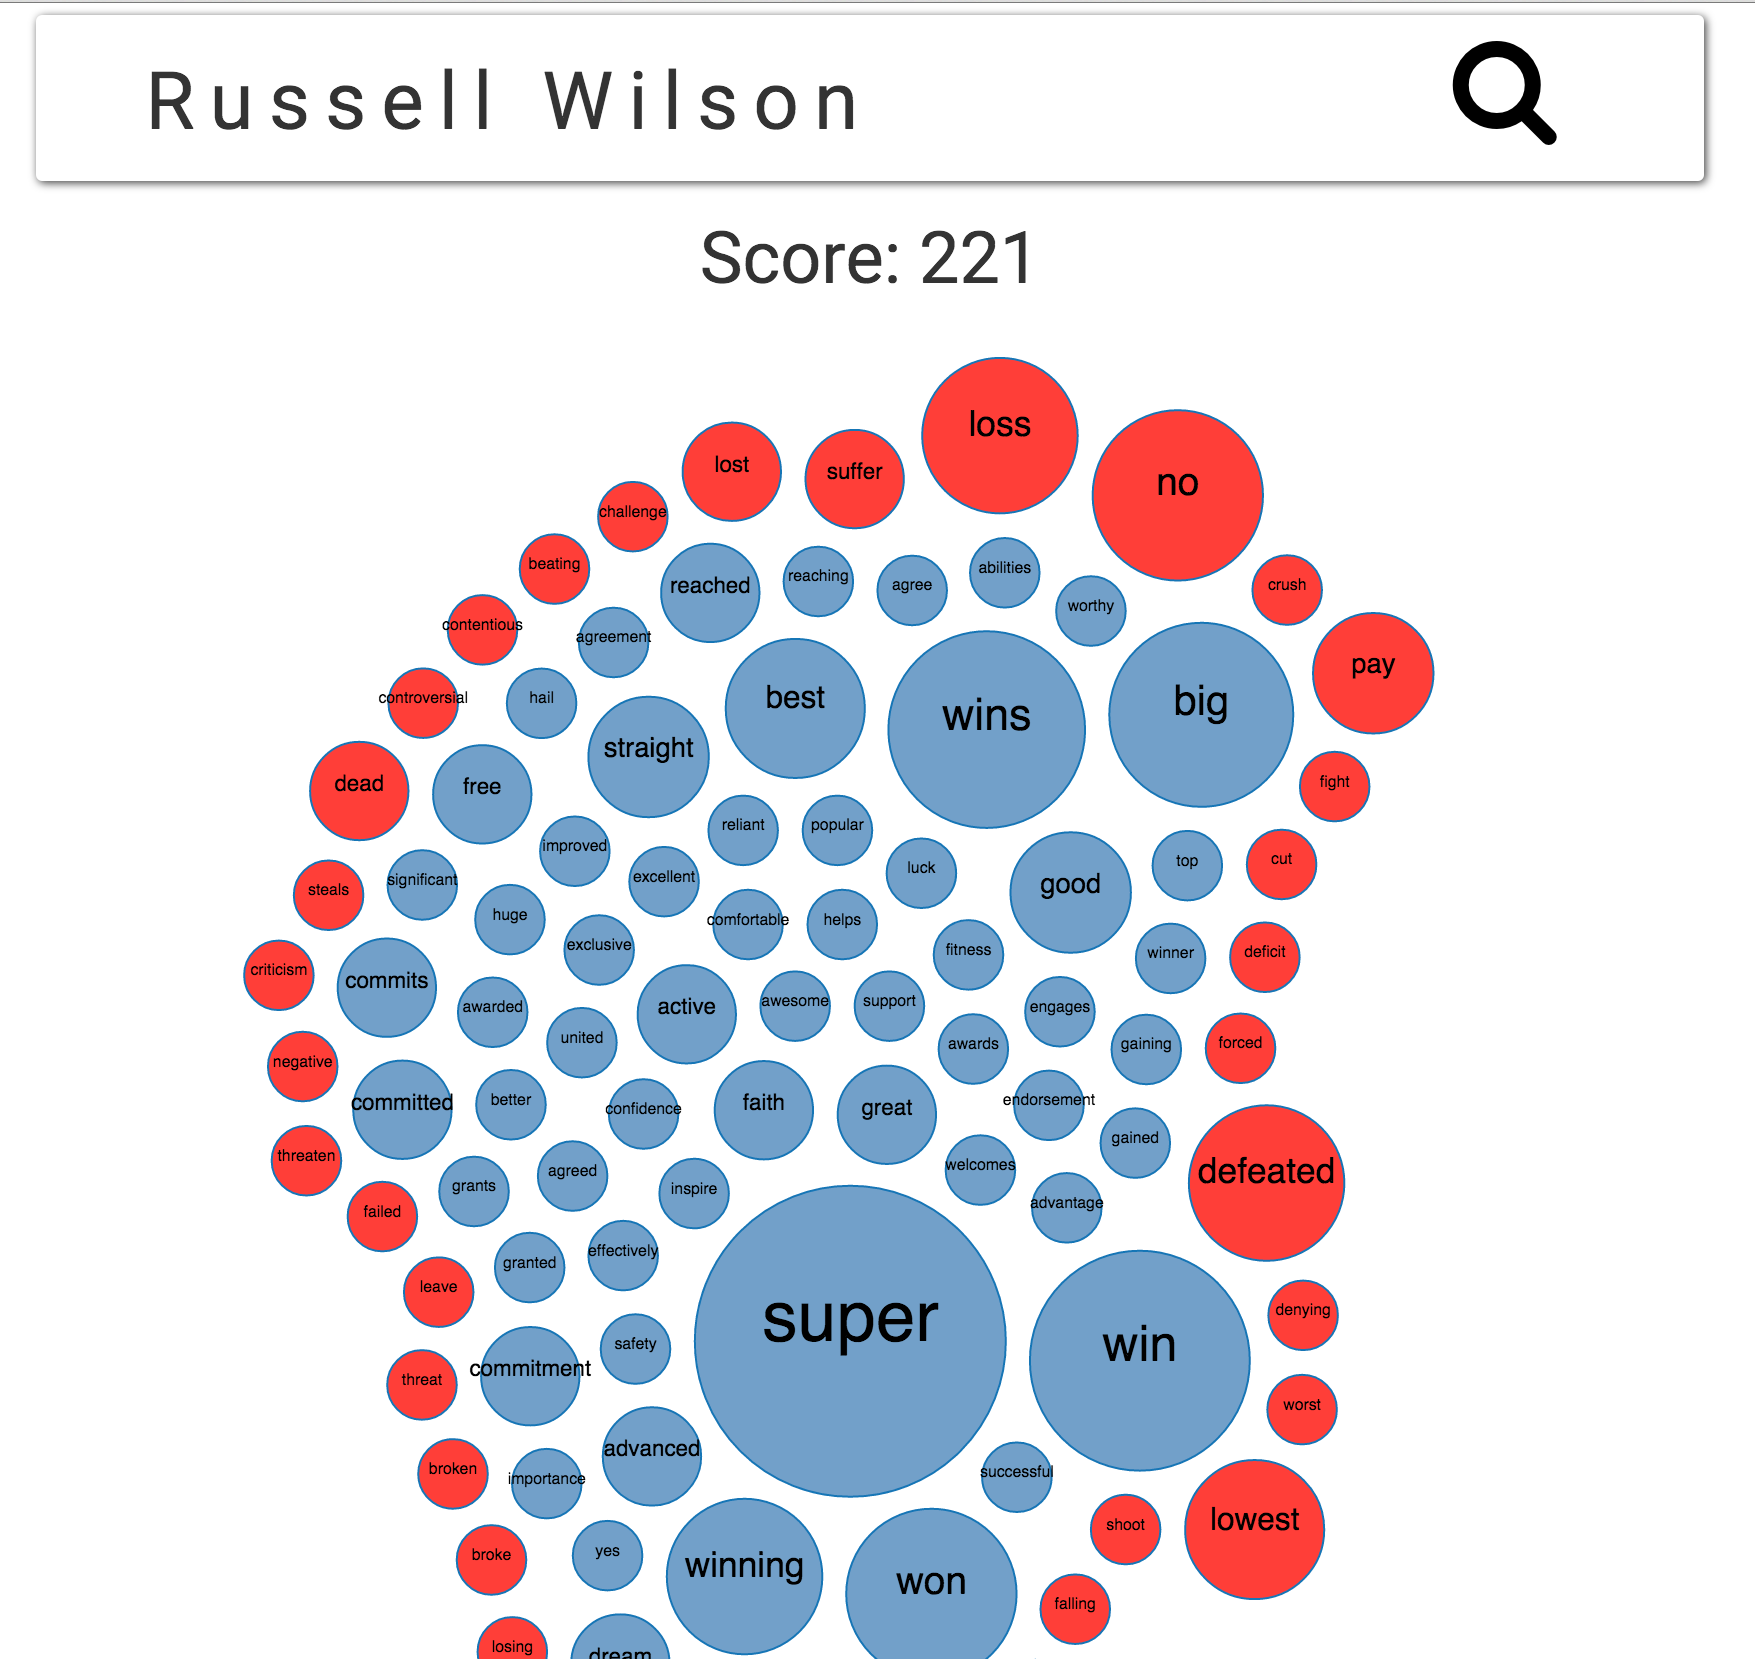 Russell Wilson
Score: 221
loss
no
lost
suffer
challenge
beating
reached
reaching
agree
abilities
worthy
crush
contentious
agreement
pay
controversial
hail
best
wins
big
straight
dead
free
fight
improved
reliant
popular
luck
good
top
cut
steals
significant
excellent
huge
comfortable
helps
exclusive
fitness
winner
deficit
criticism
commits
awarded
active
awesome
support
engages
united
awards
gaining
forced
negative
committed
better
confidence
faith
great
endorsement
gained
threaten
grants
agreed
inspire
welcomes
advantage
defeated
failed
granted
effectively
leave
super
win
denying
safety
threat
commitment
worst
broken
importance
advanced
successful
shoot
lowest
broke
yes
winning
won
falling
losing
dream